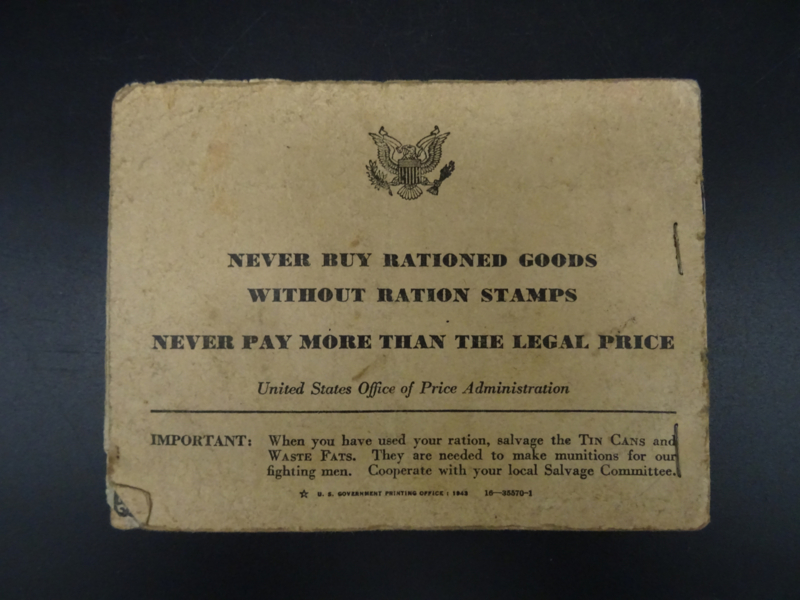 NEVER BUY RATIONED GOODS
WITHOUT RATION STAMPS
NEVER PAY MORE THAN THE LEGAL PRICE
United States Office of Price Administration
IMPORTANT: When you have used your ration, salvage the TIN CANS and
WASTE FATS. They are needed to make munitions for our
fighting men. Cooperate with your local Salvage Committee.
☆ U. S. GOVERNMENT PRINTING OFFICE : 1943 16—35570-1